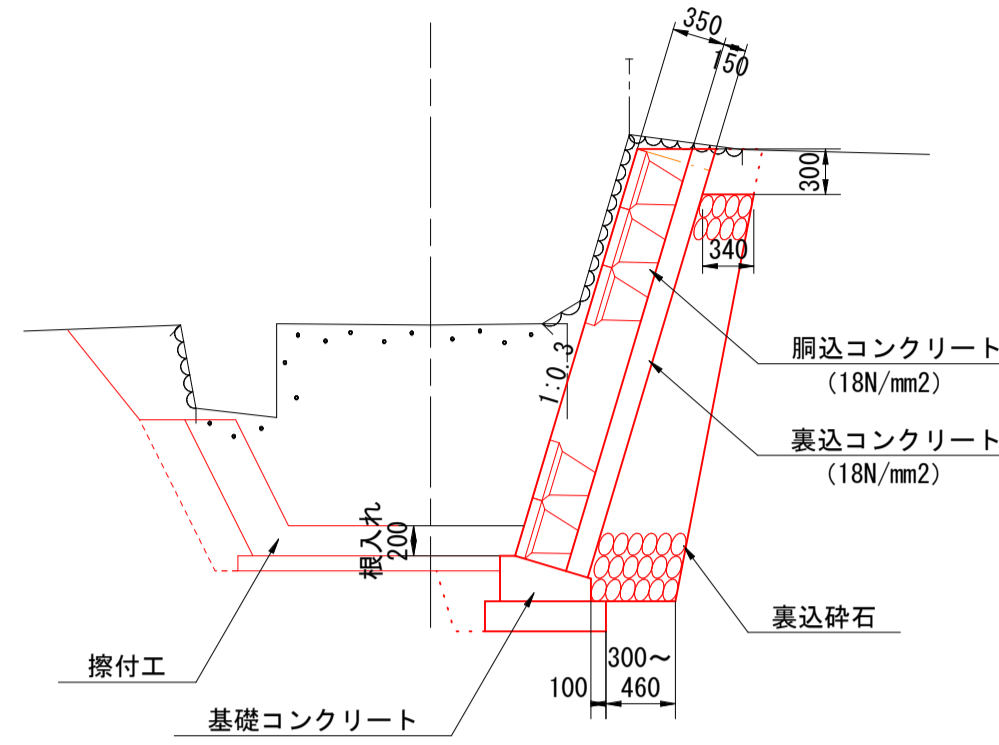 350
150
300
340
胴込コンクリート
(18N/mm2)
1:0.3
裏込コンクリート
(18N/mm2)
根入れ
200
裏込砕石
擦付工
300～
100
460
基礎コンクリート